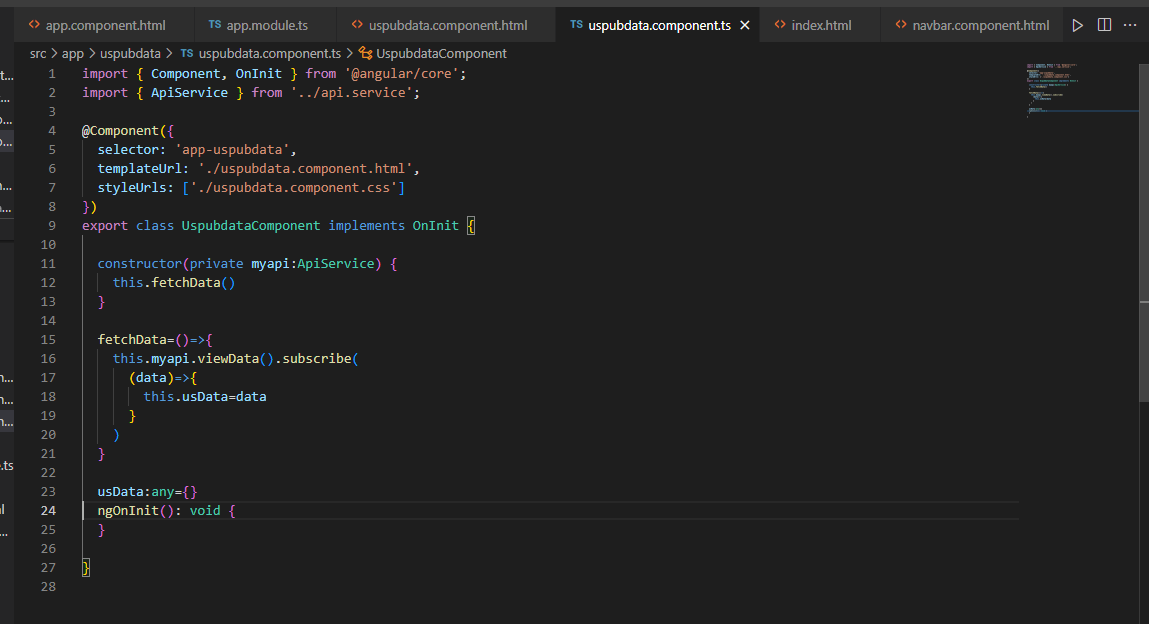 app.component.html TS app.module.ts uspubdata.component.html TS uspubdata.component.ts index.html navbar.component.html
src > app > uspubdata > TS uspubdata.component.ts > UspubdataComponent
1 import { Component, OnInit } from '@angular/core';
2 import { ApiService } from '../api.service';
3
4 @Component({
5 selector: 'app-uspubdata',
6 templateUrl: './uspubdata.component.html',
7 styleUrls: ['./uspubdata.component.css']
8 })
9 export class UspubdataComponent implements OnInit {
10
11 constructor(private myapi:ApiService) {
12 this.fetchData()
13 }
14
15 fetchData=()=>{
16 this.myapi.viewData().subscribe(
17 (data)=>{
18 this.usData=data
19 }
20 )
21 }
22
23 usData:any={}
24 ngOnInit(): void {
25 }
26
27 }
28